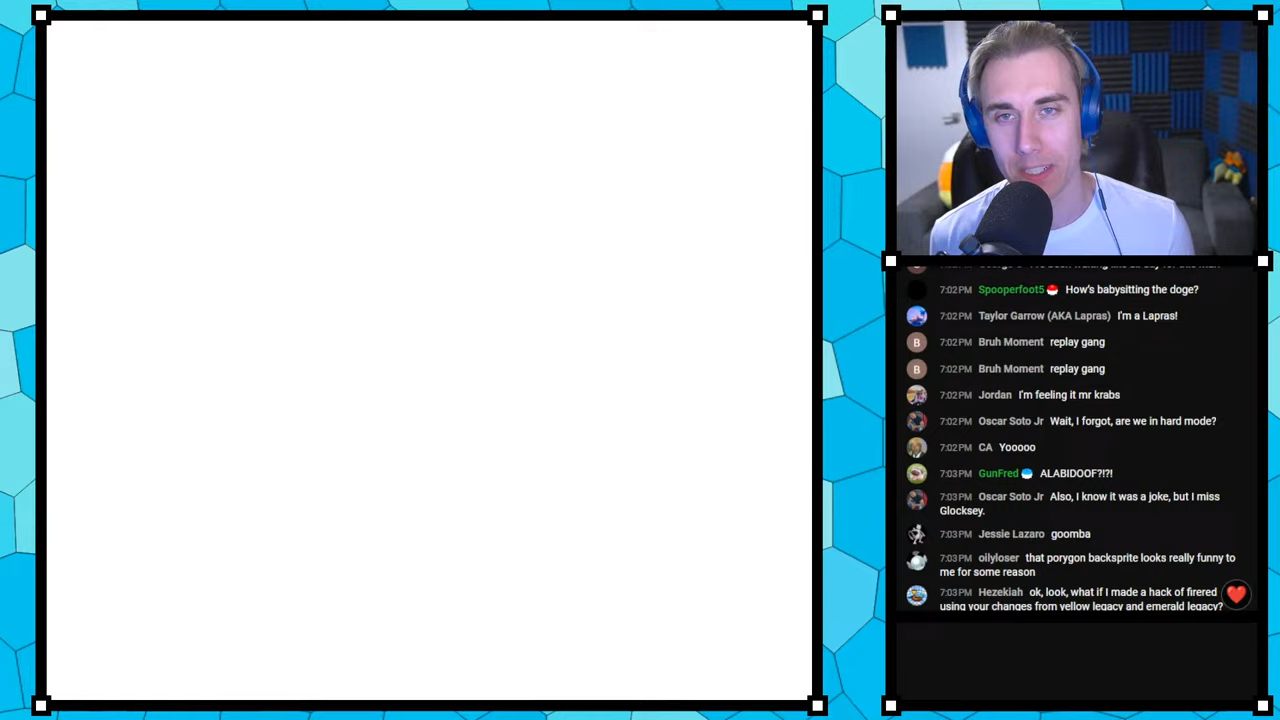 7:02PM Spooperfoot5 How's babysitting the doge?
7:02PM Taylor Garrow (AKA Lapras) I'm a Lapras!
B 7:02PM Bruh Moment replay gang
B 7:02PM Bruh Moment replay gang
7:02PM Jordan I'm feeling it mr krabs
7:02PM Oscar Soto Jr Wait, I forgot, are we in hard mode?
7:02PM CA Yooooo
7:03PM GunFred ALABIDOOF?!?!
7:03PM Oscar Soto Jr Also, I know it was a joke, but I miss
Glocksey.
7:03PM Jessie Lazaro goomba
7:03PM oilyloser that porygon backsprite looks really funny to
me for some reason
7:03PM Hezekiah ok, look, what if I made a hack of firered
using your changes from yellow legacy and emerald legacy?